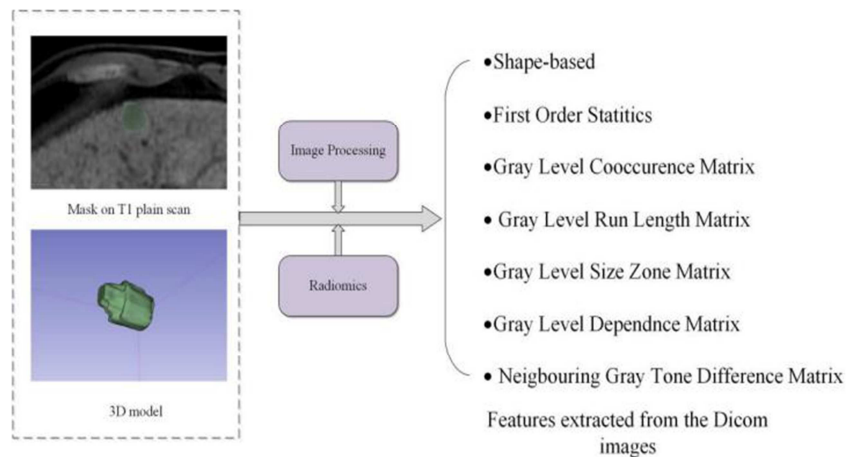 Mask on T1 plain scan
3D model
Image Processing
Radiomics
•Shape-based
•First Order Statitics
•Gray Level Cooccurence Matrix
• Gray Level Run Length Matrix
•Gray Level Size Zone Matrix
•Gray Level Dependnce Matrix
• Neigbouring Gray Tone Difference Matrix
Features extracted from the Dicom
images